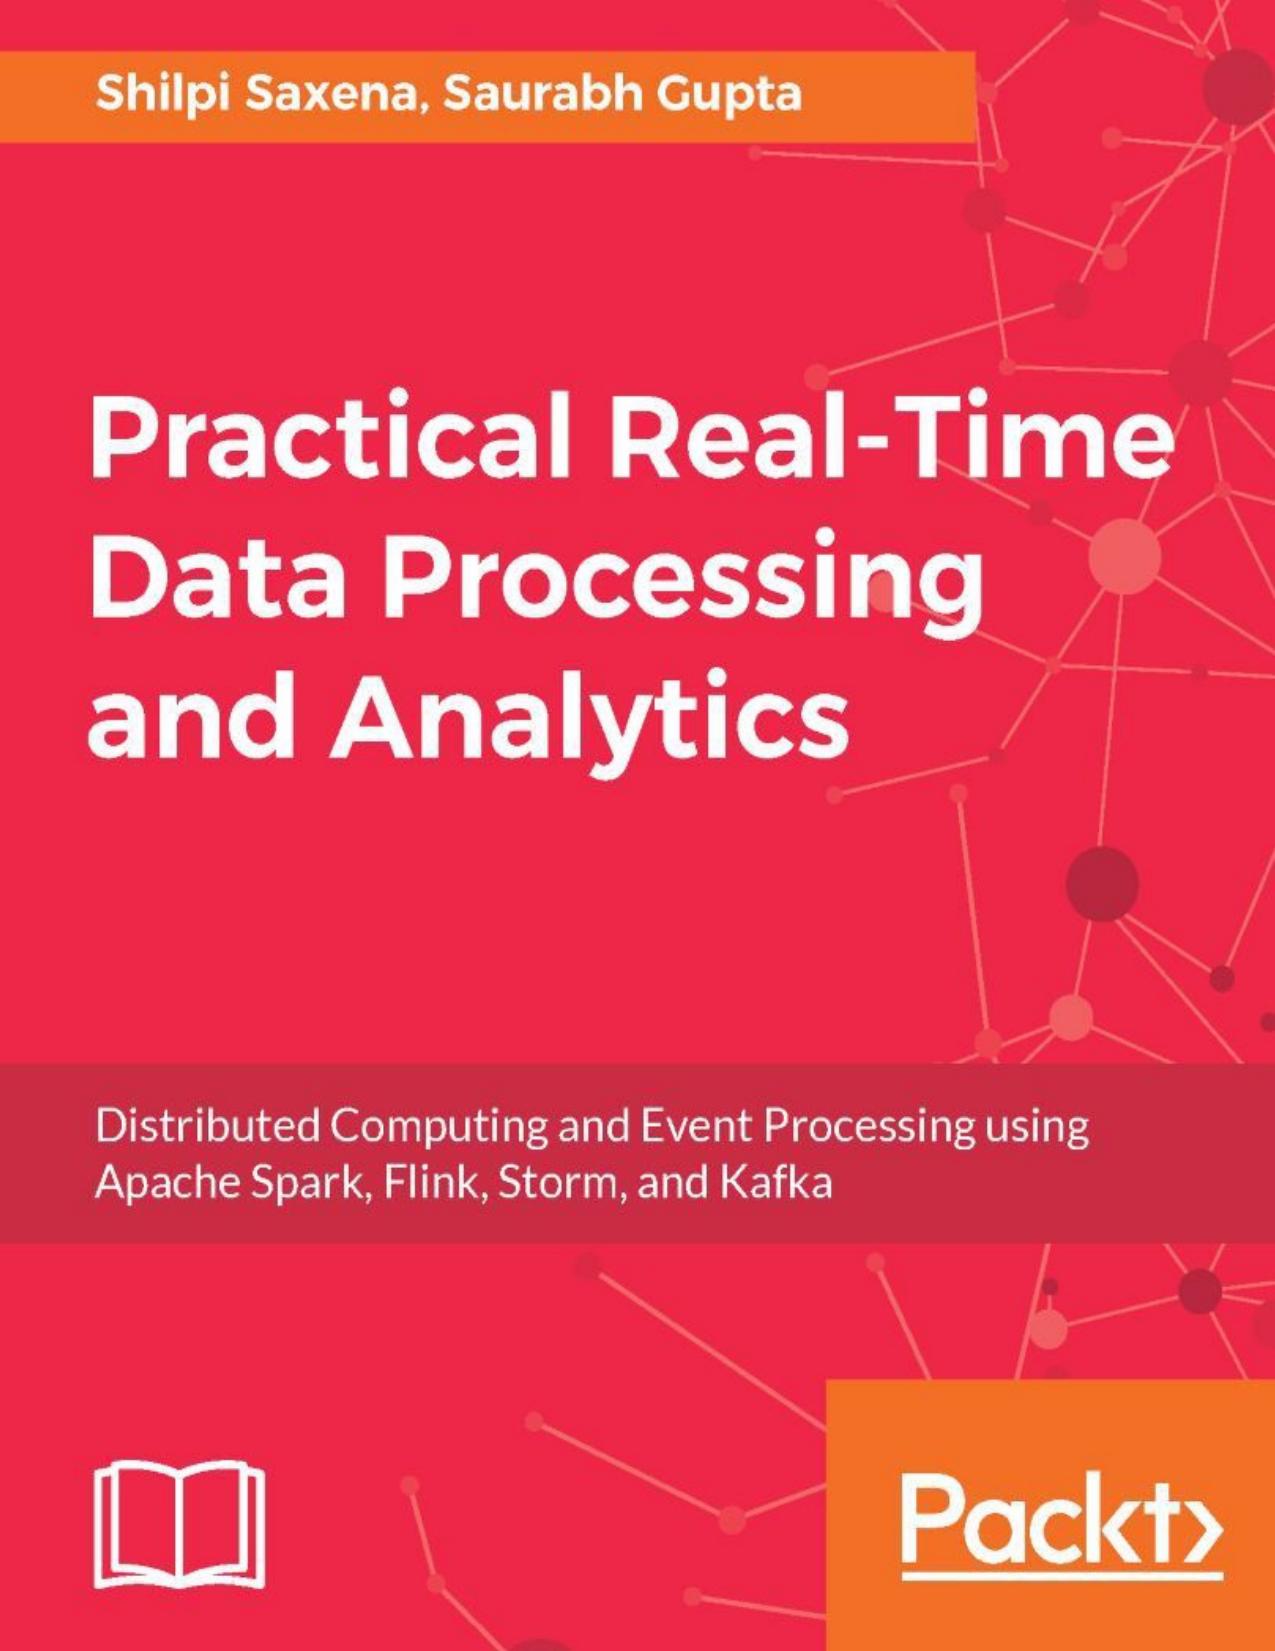 Shilpi Saxena, Saurabh Gupta
Practical Real-Time
Data Processing
and Analytics
Distributed Computing and Event Processing using
Apache Spark, Flink, Storm, and Kafka
Packt>